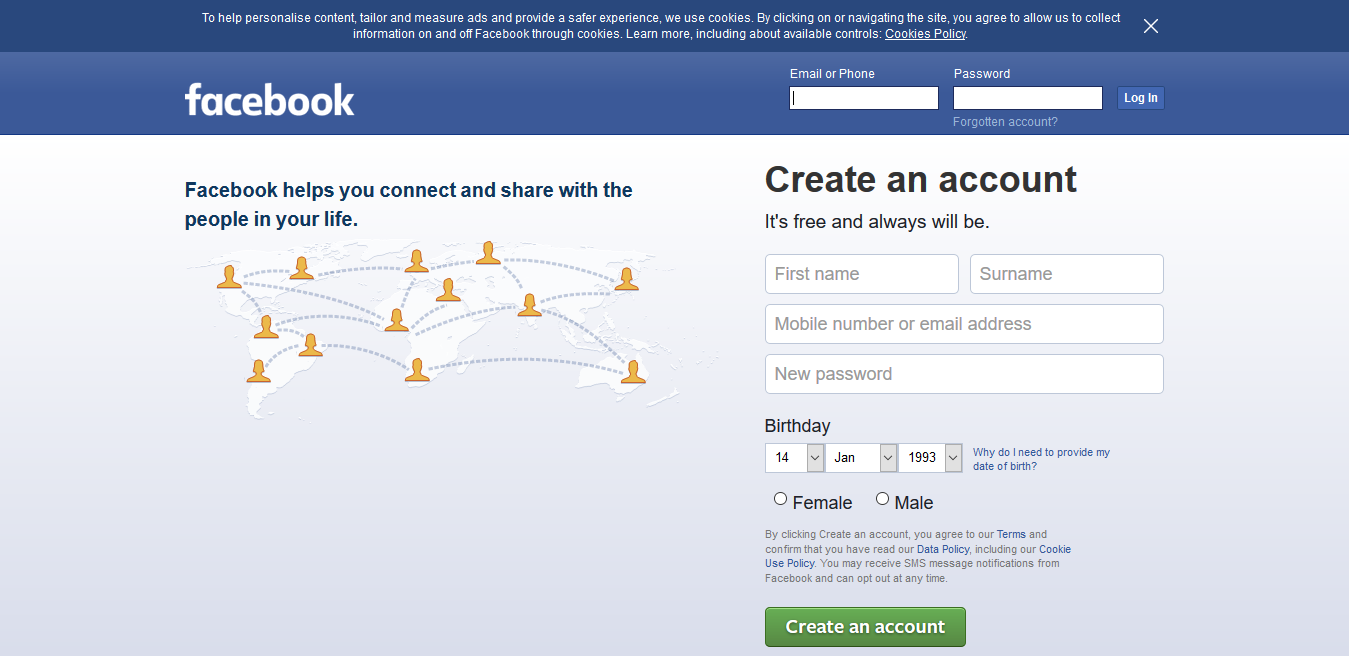 To help personalise content, tailor and measure ads and provide a safer experience, we use cookies. By clicking on or navigating the site, you agree to allow us to collect
information on and off Facebook through cookies. Learn more, including about available controls: Cookies Policy.
facebook
Email or Phone
Password
Log In
Forgotten account?
Facebook helps you connect and share with the
people in your life.
Create an account
It's free and always will be.
First name
Surname
Mobile number or email address
New password
Birthday
14
Jan
1993
Why do I need to provide my
date of birth?
Female
Male
By clicking Create an account, you agree to our Terms and
confirm that you have read our Data Policy, including our Cookie
Use Policy. You may receive SMS message notifications from
Facebook and can opt out at any time.
Create an account